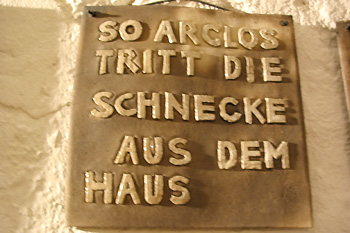 SO ARGLOS
TRITT DIE
SCHNECKE
AUS DEM
HAUS